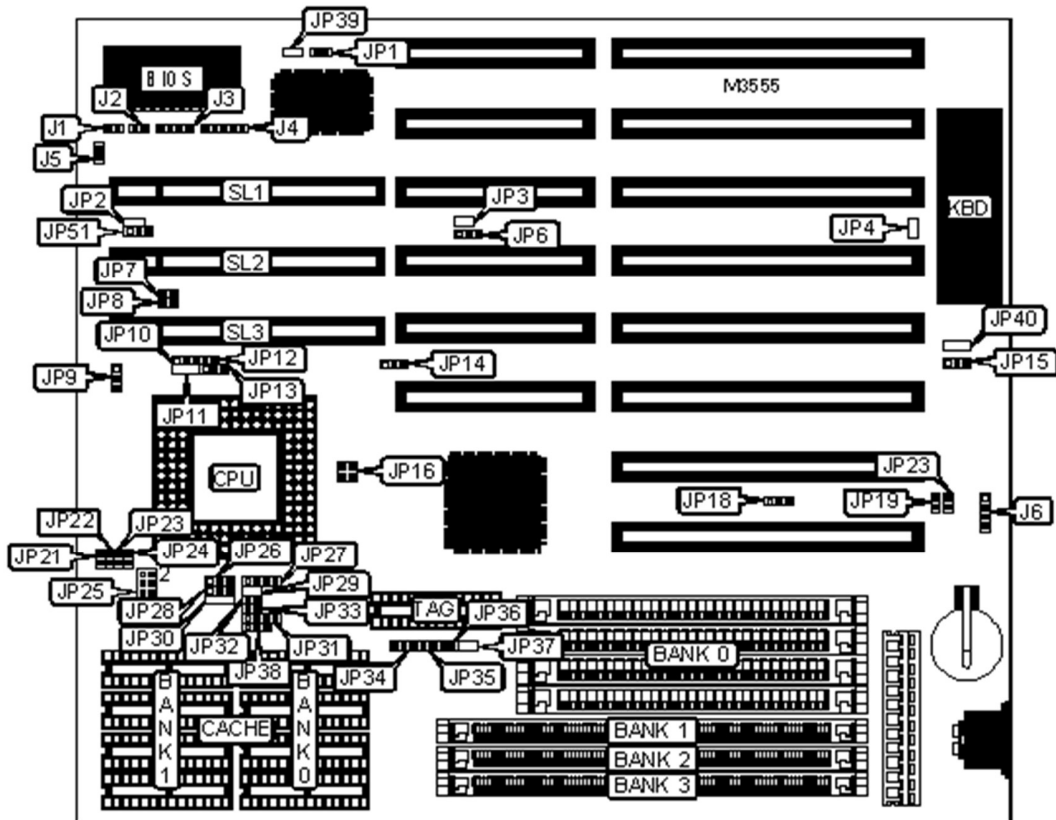 JP39
JP1
BIOS
M3555
J2
J3
J1
J4
J5
SL1
JP2
JP3
KBD
JP51
JP6
JP4
SL2
JP7
JP8
SL3
JP10
JP40
JP12
JP14
JP15
JP9
JP13
JP11
CPU
JP16
JP23
JP18
JP19
J6
JP22
JP23
JP21
JP24
JP26
JP27
2
JP25
JP29
JP28
JP33
TAG
JP36
JP30
JP32
JP31
JP37
BANK 0
JP38
JP34
JP35
BANK 1
CACHE
BANK 0
BANK 1
BANK 2
BANK 3